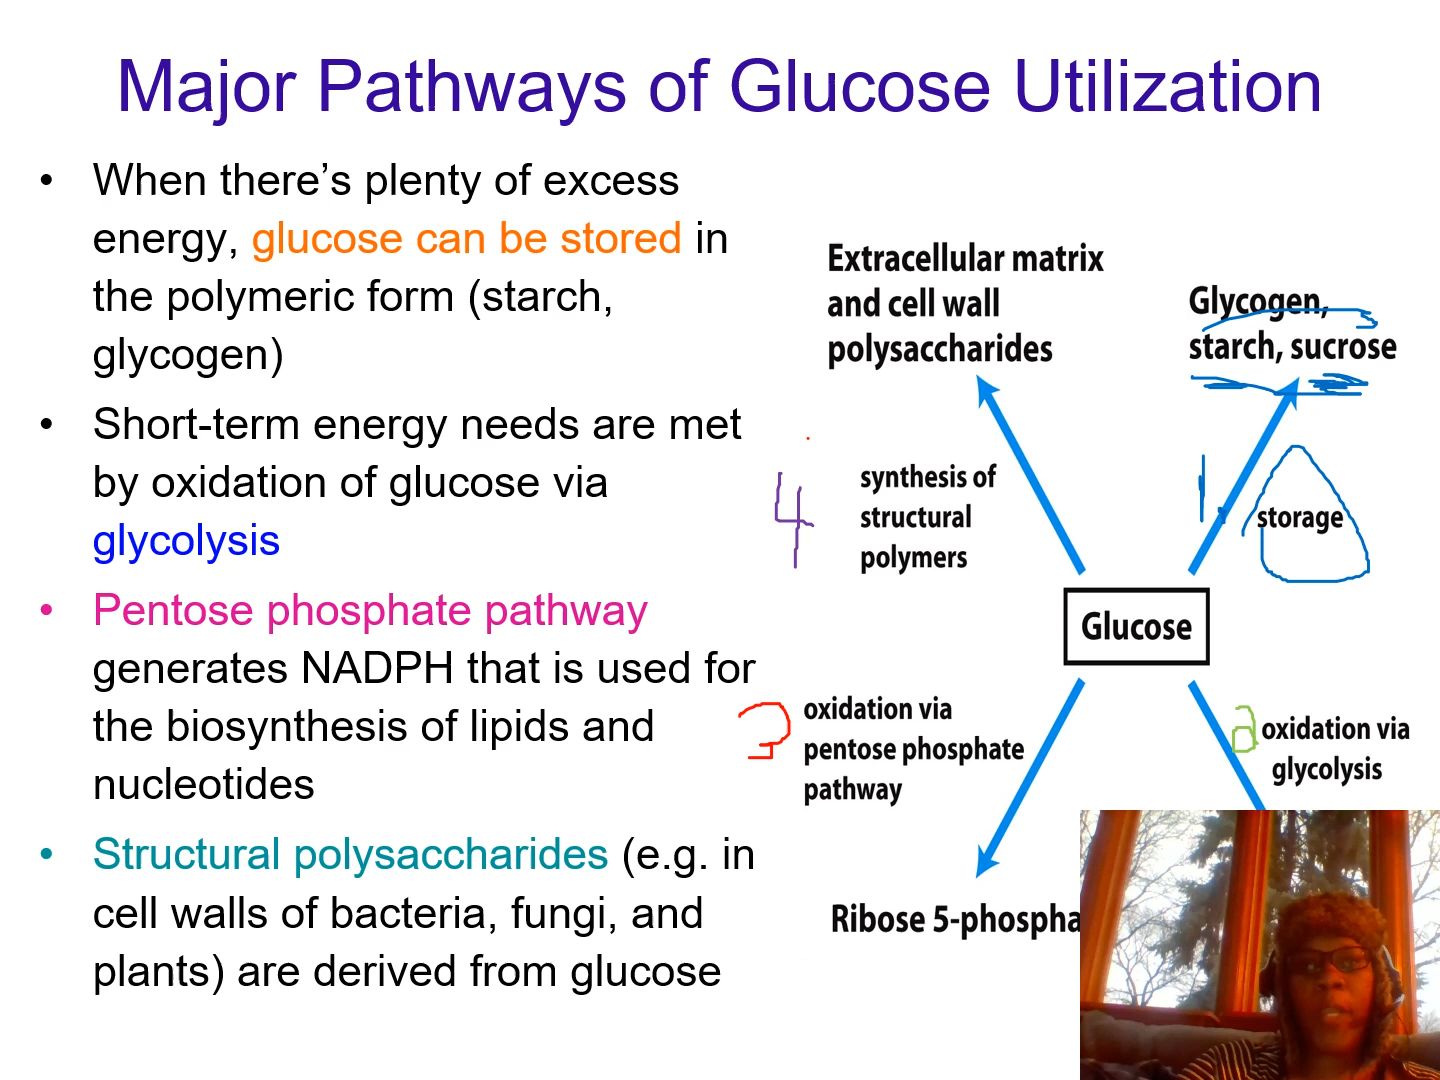 Major Pathways of Glucose Utilization
• When there’s plenty of excess
energy, glucose can be stored in
the polymeric form (starch,
glycogen)
• Short-term energy needs are met
by oxidation of glucose via
glycolysis
• Pentose phosphate pathway
generates NADPH that is used for
the biosynthesis of lipids and
nucleotides
• Structural polysaccharides (e.g. in
cell walls of bacteria, fungi, and
plants) are derived from glucose
Extracellular matrix
and cell wall
polysaccharides
Glycogen,
starch, sucrose
4
synthesis of
structural
polymers
1.
storage
Glucose
oxidation via
pentose phosphate
pathway
2
oxidation via
glycolysis
Ribose 5-phospha